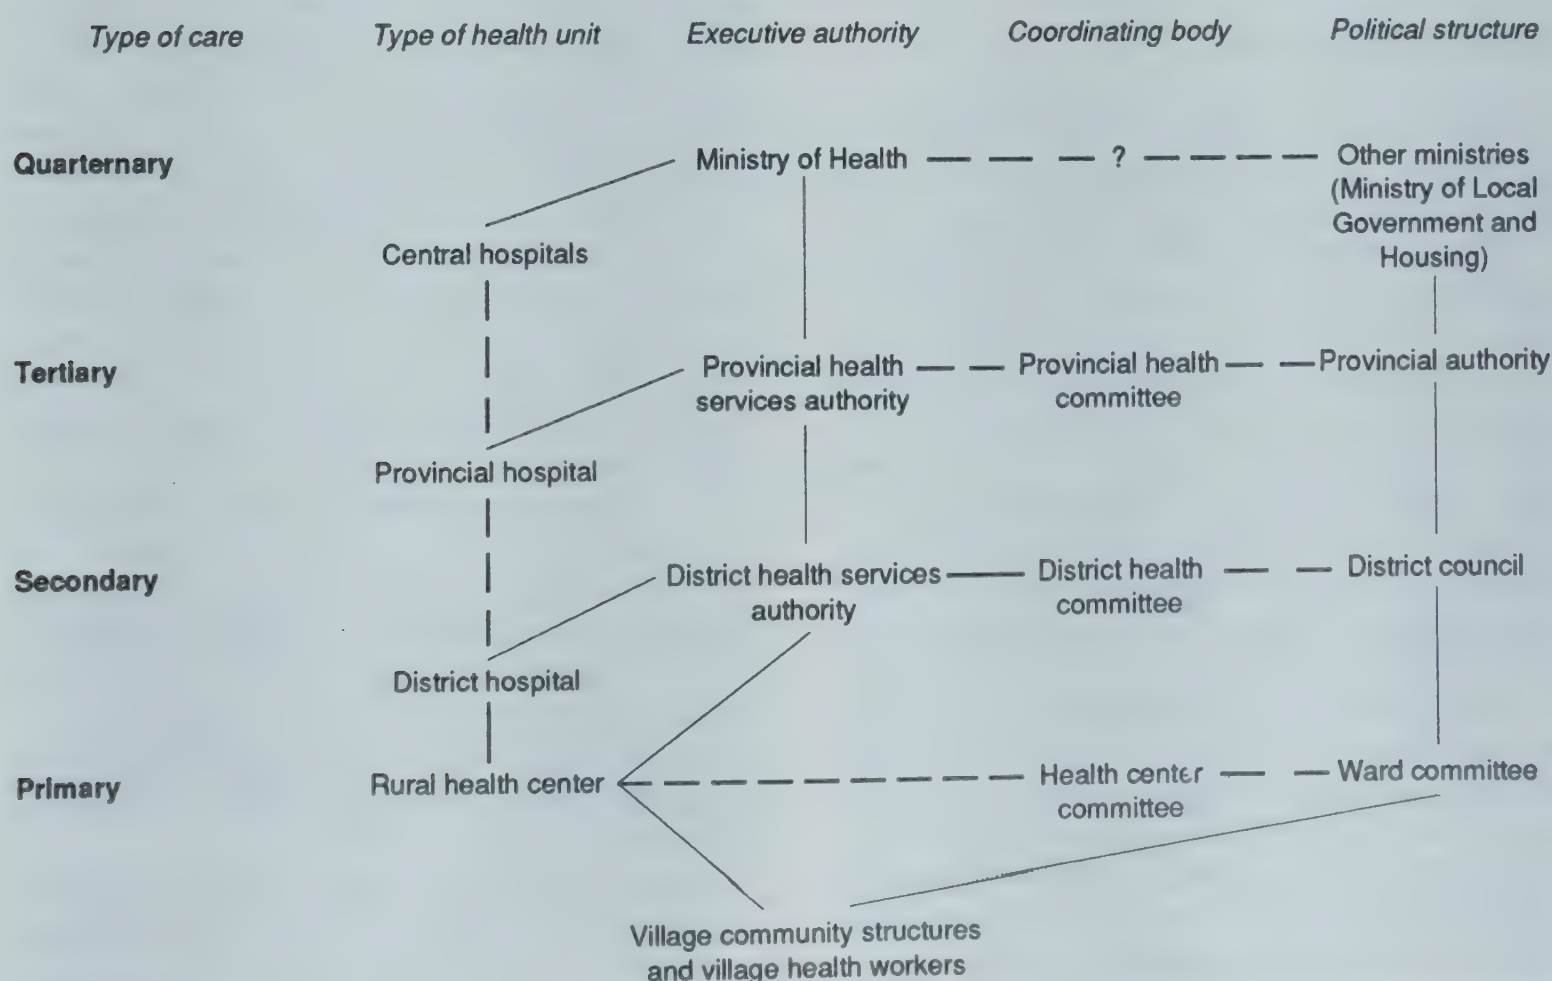 Type of care Type of health unit Executive authority Coordinating body Political structure
Quarternary Ministry of Health ? Other ministries
(Ministry of Local
Government and
Housing)
Central hospitals
Tertiary Provincial health services authority Provincial health committee Provincial authority
Provincial hospital
Secondary District health services authority District health committee District council
District hospital
Primary Rural health center Health center committee Ward committee
Village community structures
and village health workers